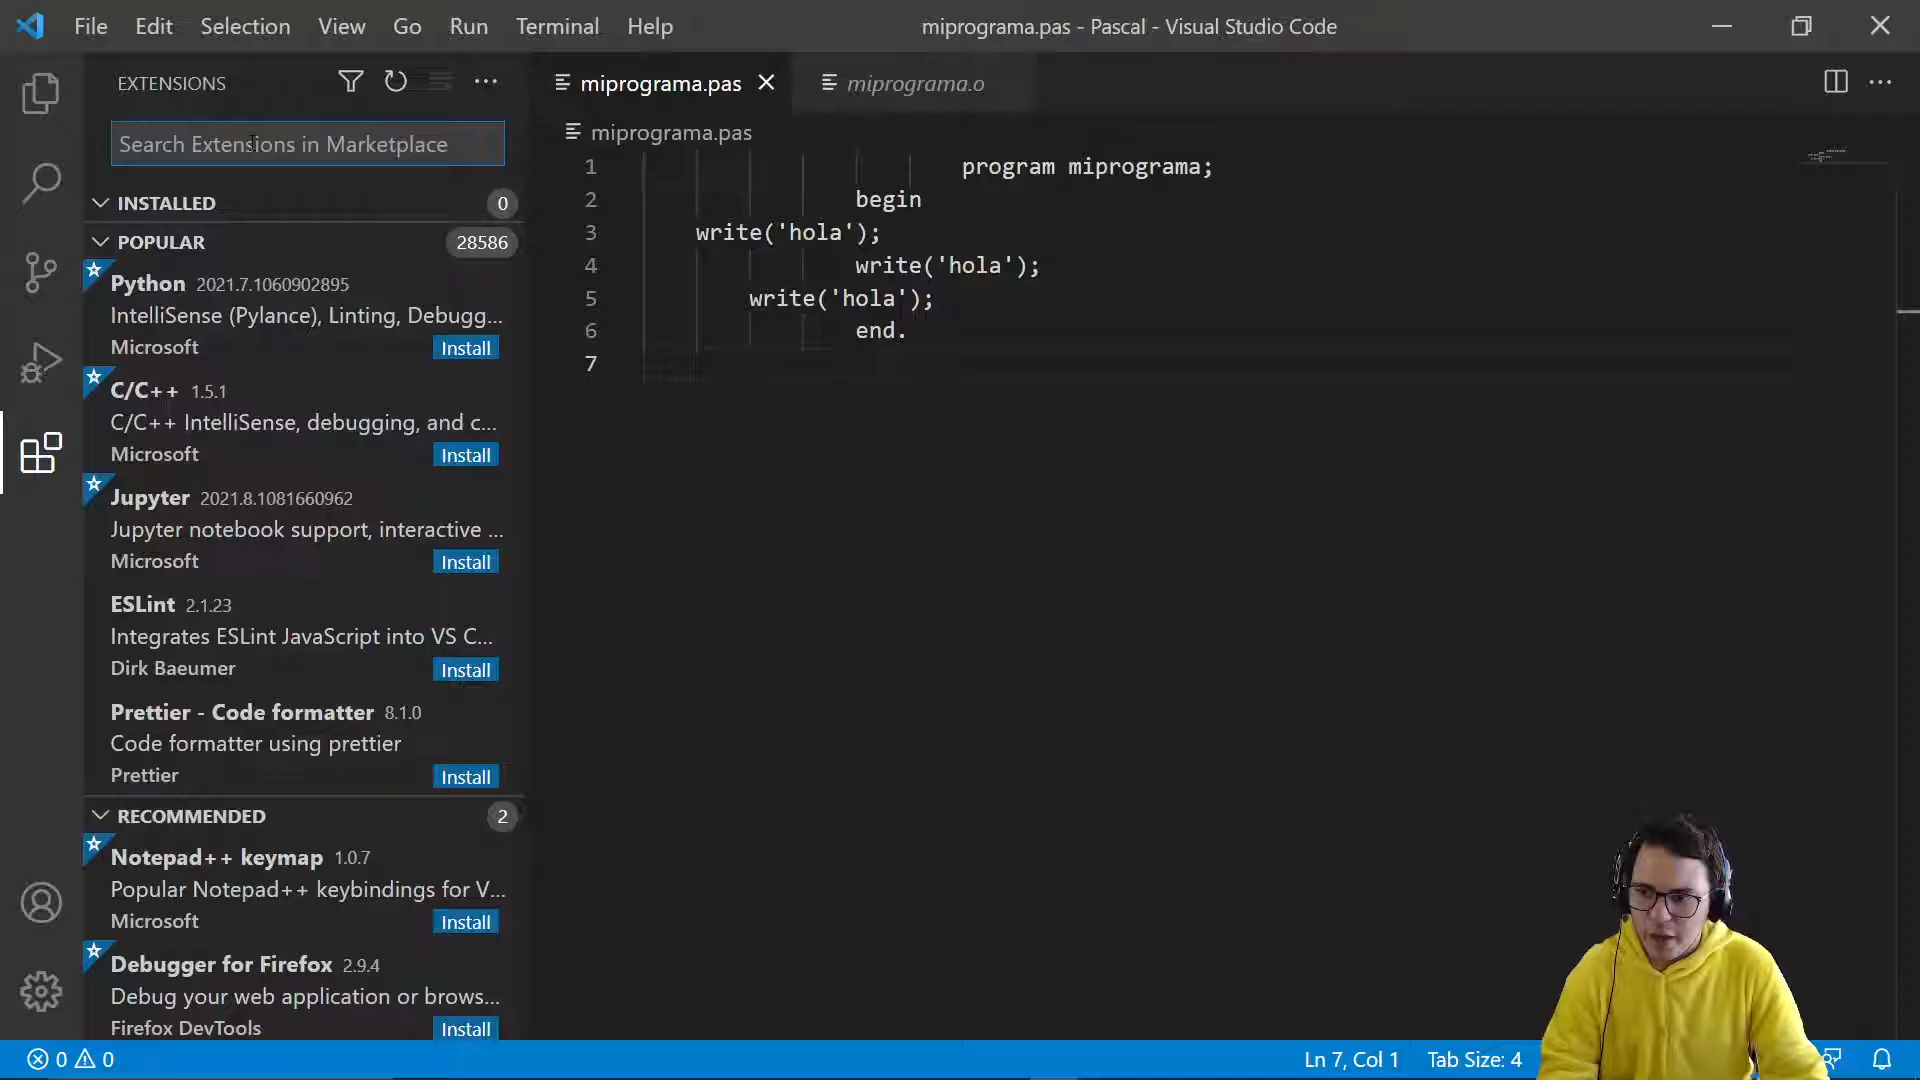 File Edit Selection View Go Run Terminal Help
miprograma.pas - Pascal - Visual Studio Code
EXTENSIONS
Search Extensions in Marketplace
INSTALLED 0
POPULAR 28586
Python 2021.7.1060902895
IntelliSense (Pylance), Linting, Debugg...
Microsoft Install
C/C++ 1.5.1
C/C++ IntelliSense, debugging, and c...
Microsoft Install
Jupyter 2021.8.1081660962
Jupyter notebook support, interactive ...
Microsoft Install
ESLint 2.1.23
Integrates ESLint JavaScript into VS C...
Dirk Baeumer Install
Prettier - Code formatter 8.1.0
Code formatter using prettier
Prettier Install
RECOMMENDED 2
Notepad++ keymap 1.0.7
Popular Notepad++ keybindings for V...
Microsoft Install
Debugger for Firefox 2.9.4
Debug your web application or brows...
Firefox DevTools Install
miprograma.pas
miprograma.o
miprograma.pas
1 program miprograma;
2 begin
3 write('hola');
4 write('hola');
5 write('hola');
6 end.
7
0 0
Ln 7, Col 1 Tab Size: 4